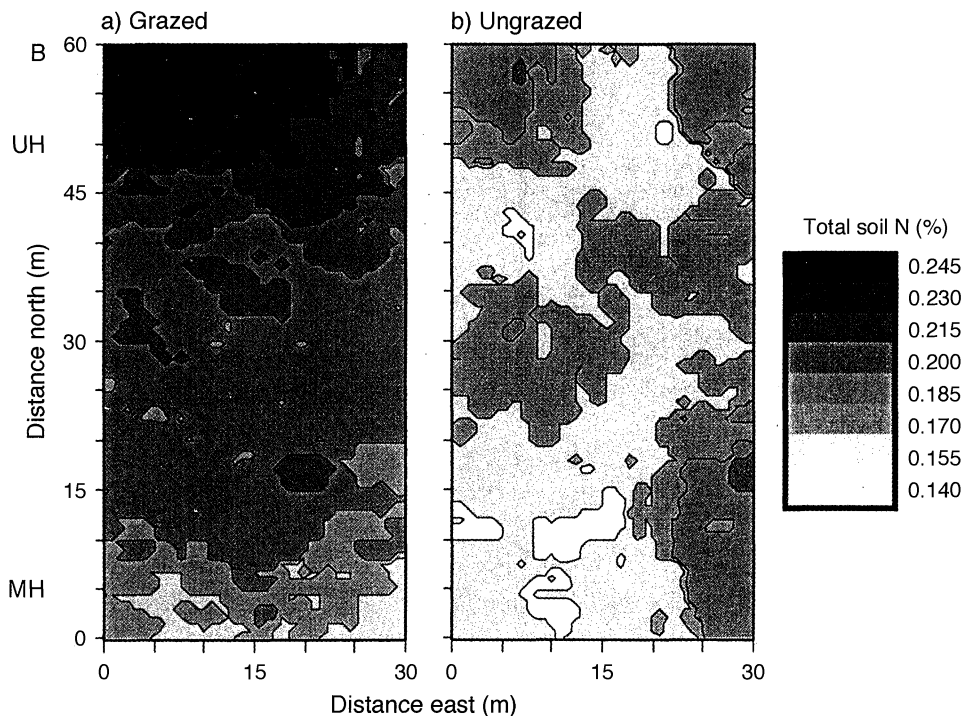 a) Grazed
b) Ungrazed
B
UH
MH
60
45
30
15
0
Distance north (m)
0
15
30
0
15
30
Distance east (m)
Total soil N (%)
0.245
0.230
0.215
0.200
0.185
0.170
0.155
0.140